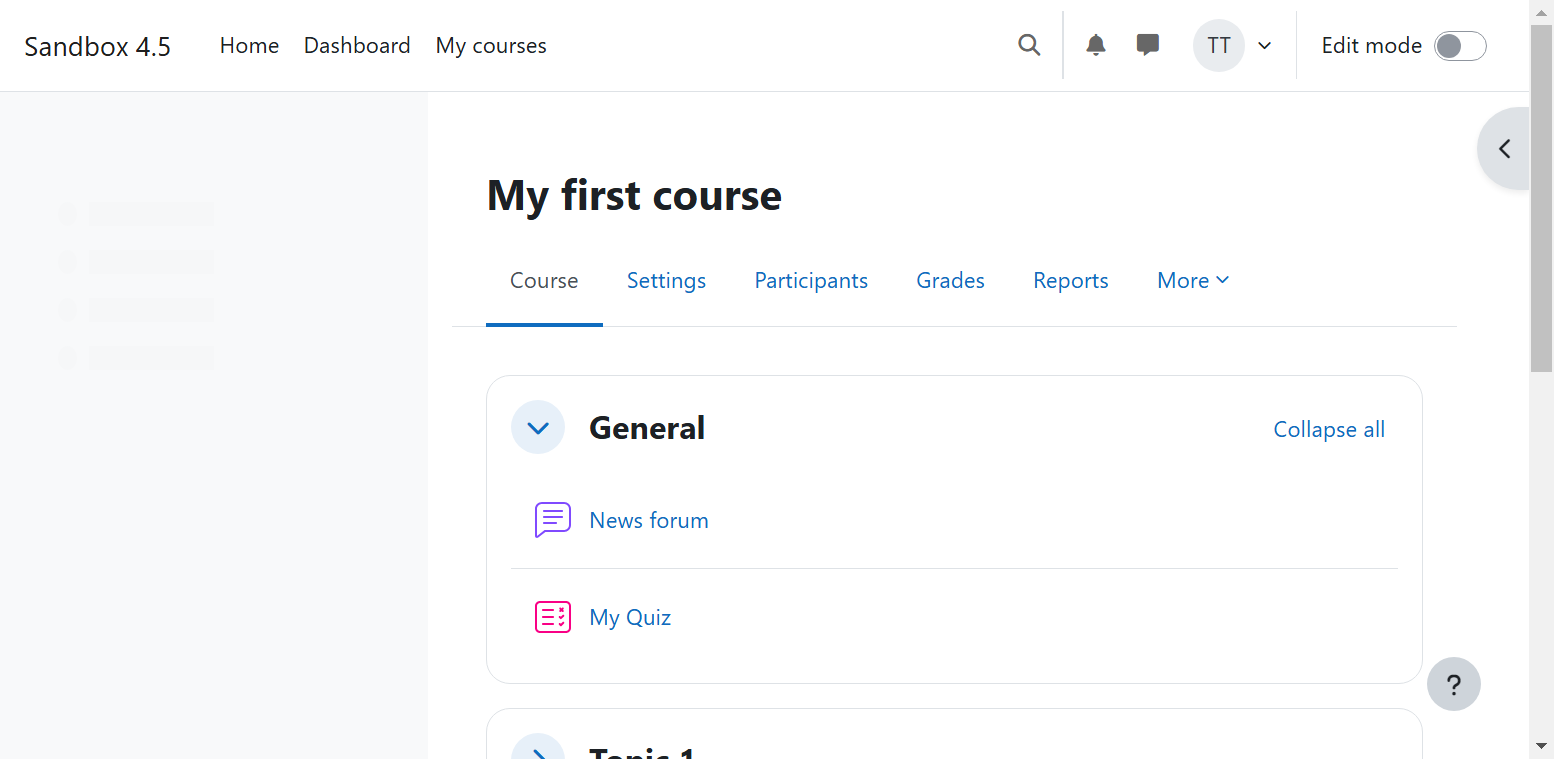 Sandbox 4.5 Home Dashboard My courses TT Edit mode
My first course
Course Settings Participants Grades Reports More
General Collapse all
News forum
My Quiz
?
Topic 1